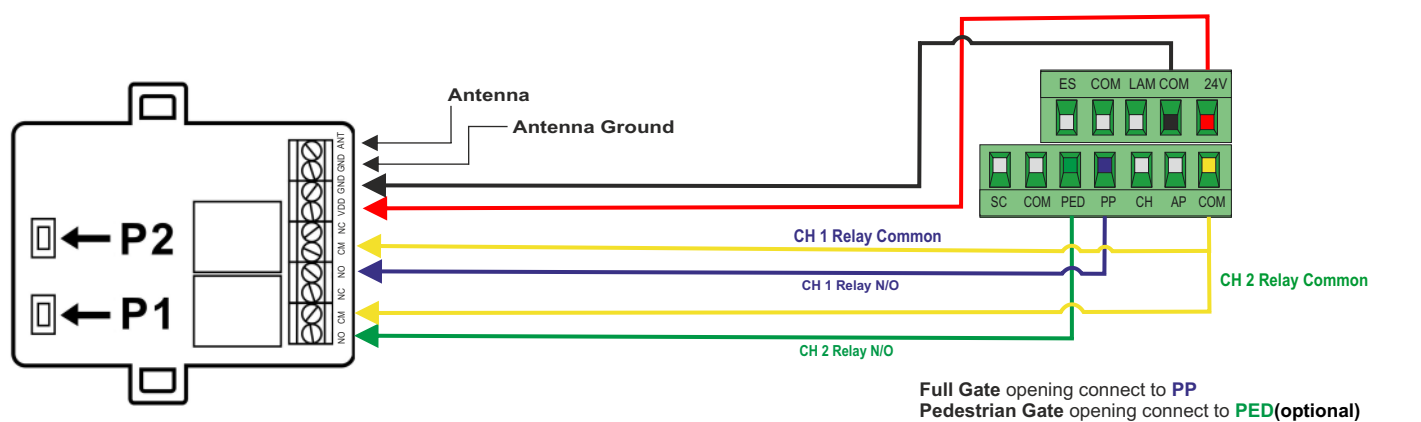 Antenna
Antenna Ground
ANT
GND
GND
VDD
NC
CM
NO
NC
CM
NO
P2
P1
ES COM LAM COM 24V
SC COM PED PP CH AP COM
CH 1 Relay Common
CH 1 Relay N/O
CH 2 Relay Common
CH 2 Relay N/O
Full Gate opening connect to PP
Pedestrian Gate opening connect to PED(optional)